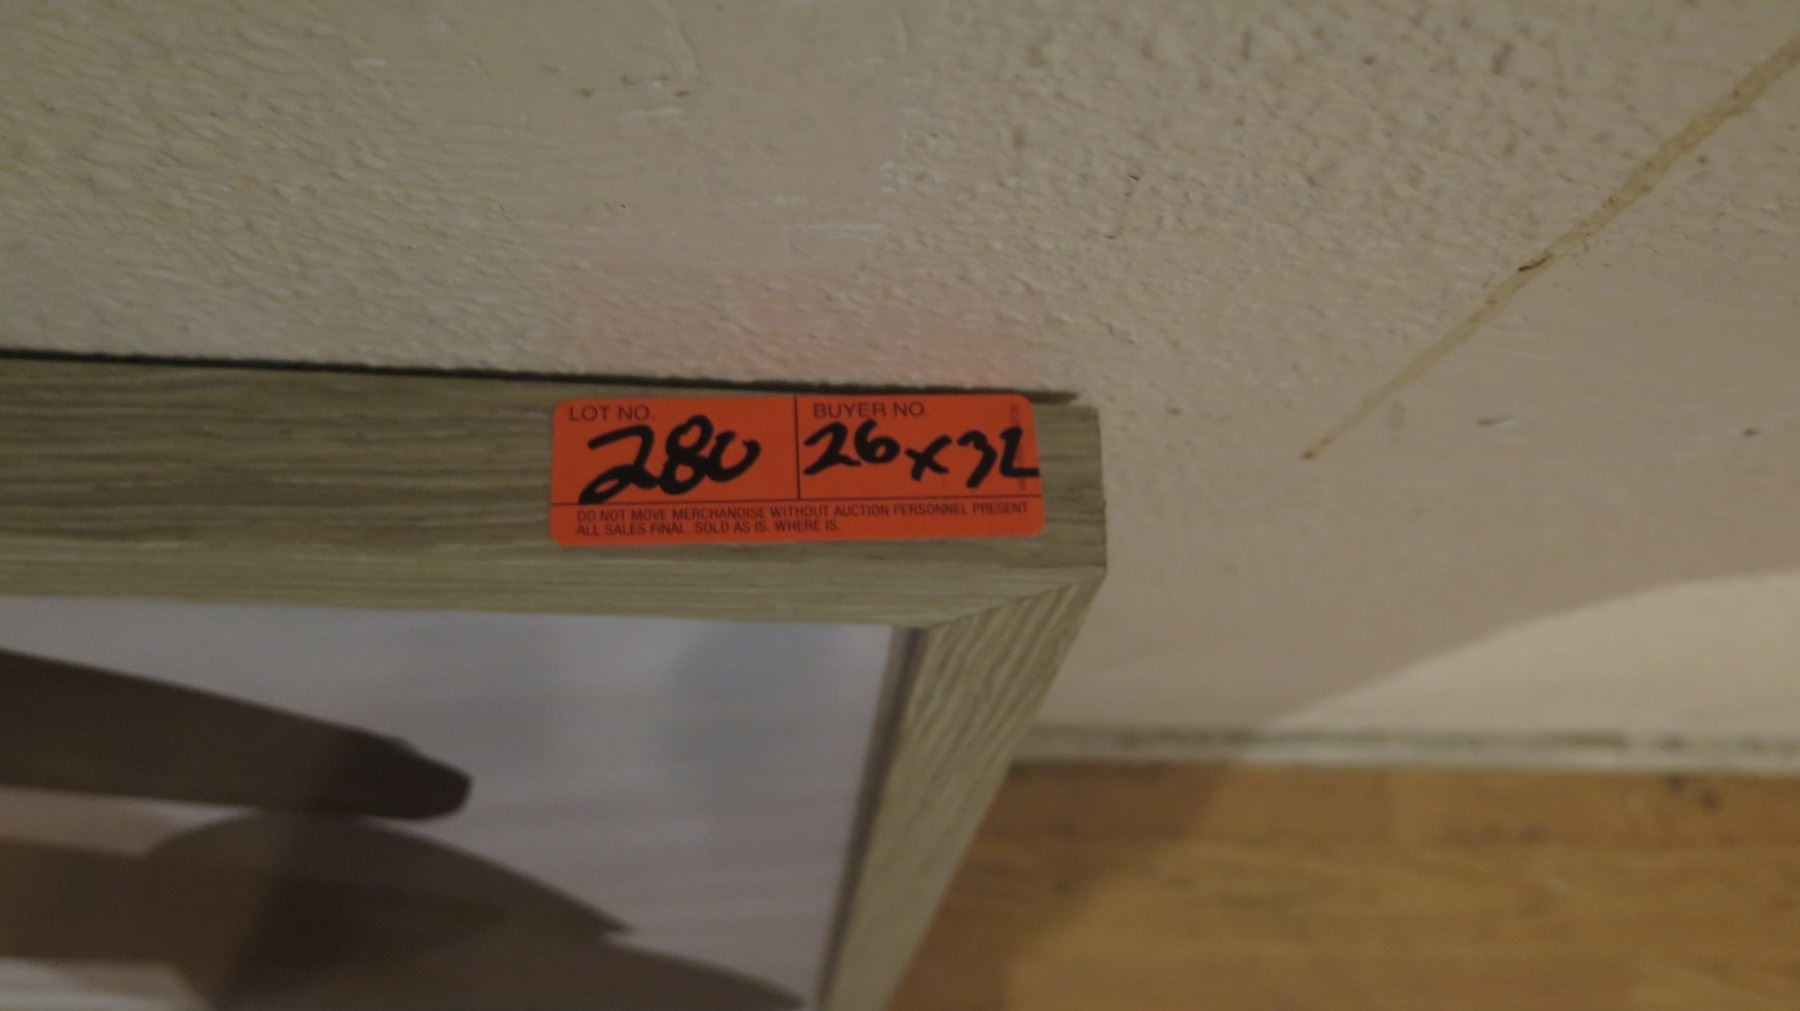 LOT NO. BUYER NO.
280 26x32
DO NOT MOVE MERCHANDISE WITHOUT AUCTION PERSONNEL PRESENT
ALL SALES FINAL. SOLD AS IS. WHERE IS.